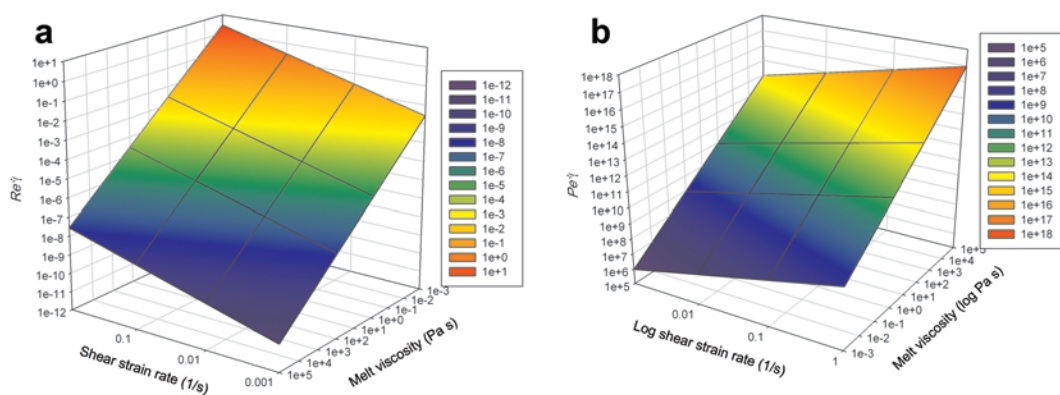 a
1e+1
1e+0
1e-1
1e-2
1e-3
1e-4
1e-5
1e-6
1e-7
1e-8
1e-9
1e-10
1e-11
1e-12
Reγ̇
0.1
0.01
0.001
Shear strain rate (1/s)
1e-3
1e-2
1e-1
1e+0
1e+1
1e+2
1e+3
1e+4
1e+5
Melt viscosity (Pa s)
1e-12
1e-11
1e-10
1e-9
1e-8
1e-7
1e-6
1e-5
1e-4
1e-3
1e-2
1e-1
1e+0
1e+1
b
1e+18
1e+17
1e+16
1e+15
1e+14
1e+13
1e+12
1e+11
1e+10
1e+9
1e+8
1e+7
1e+6
1e+5
Peγ̇
0.01
0.1
1
Log shear strain rate (1/s)
1e+4
1e+3
1e+2
1e+1
1e+0
1e-1
1e-2
1e-3
Melt viscosity (log Pa s)
1e+5
1e+6
1e+7
1e+8
1e+9
1e+10
1e+11
1e+12
1e+13
1e+14
1e+15
1e+16
1e+17
1e+18